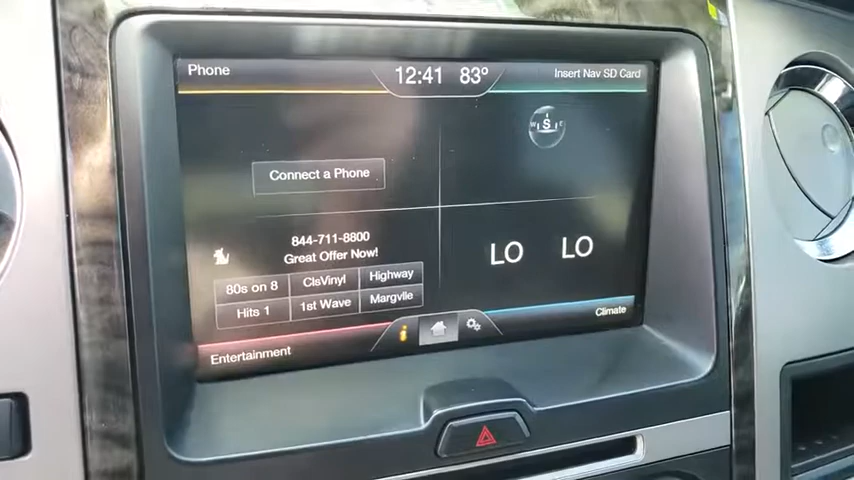 Phone
12:41 83º
Insert Nav SD Card
W S E
Connect a Phone
844-711-8800
Great Offer Now!
80s on 8
ClsVinyl
Highway
Hits 1
1st Wave
Margvlle
LO LO
Entertainment
i
Climate